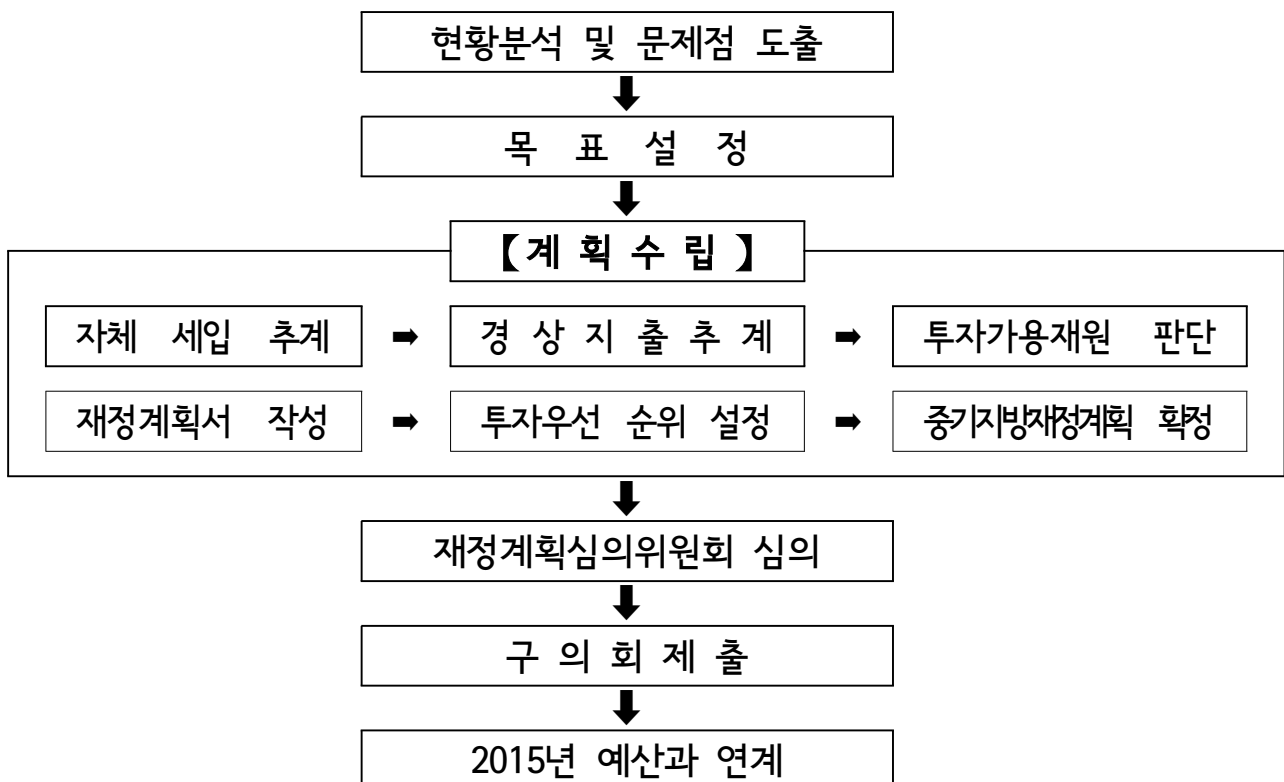 현황분석 및 문제점 도출
목 표 설 정
【계 획 수 립 】
자체 세입 추계 ➡ 경 상 지 출 추 계 ➡ 투자가용재원 판단
재정계획서 작성 ➡ 투자우선 순위 설정 ➡ 중기지방재정계획 확정
재정계획심의위원회 심의
구 의 회 제 출
2015년 예산과 연계